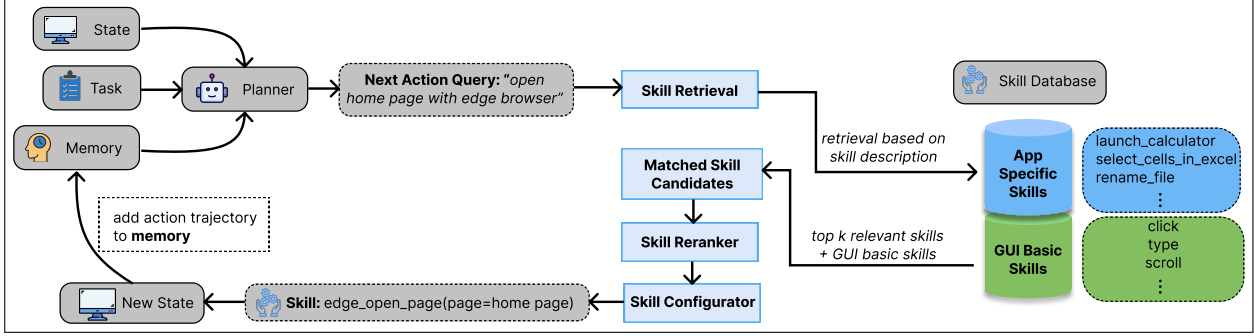 State
Task
Memory
Planner
Next Action Query: "open
home page with edge browser"
Skill Retrieval
retrieval based on
skill description
Skill Database
App
Specific
Skills
launch_calculator
select_cells_in_excel
rename_file
⋮
GUI Basic
Skills
click
type
scroll
⋮
top k relevant skills
+ GUI basic skills
Matched Skill
Candidates
Skill Reranker
Skill Configurator
Skill: edge_open_page(page=home page)
New State
add action trajectory
to memory